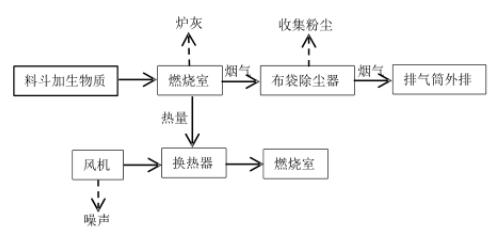 炉灰
收集粉尘
料斗加生物质
燃烧室
烟气
布袋除尘器
烟气
排气筒外排
热量
风机
换热器
燃烧室
噪声